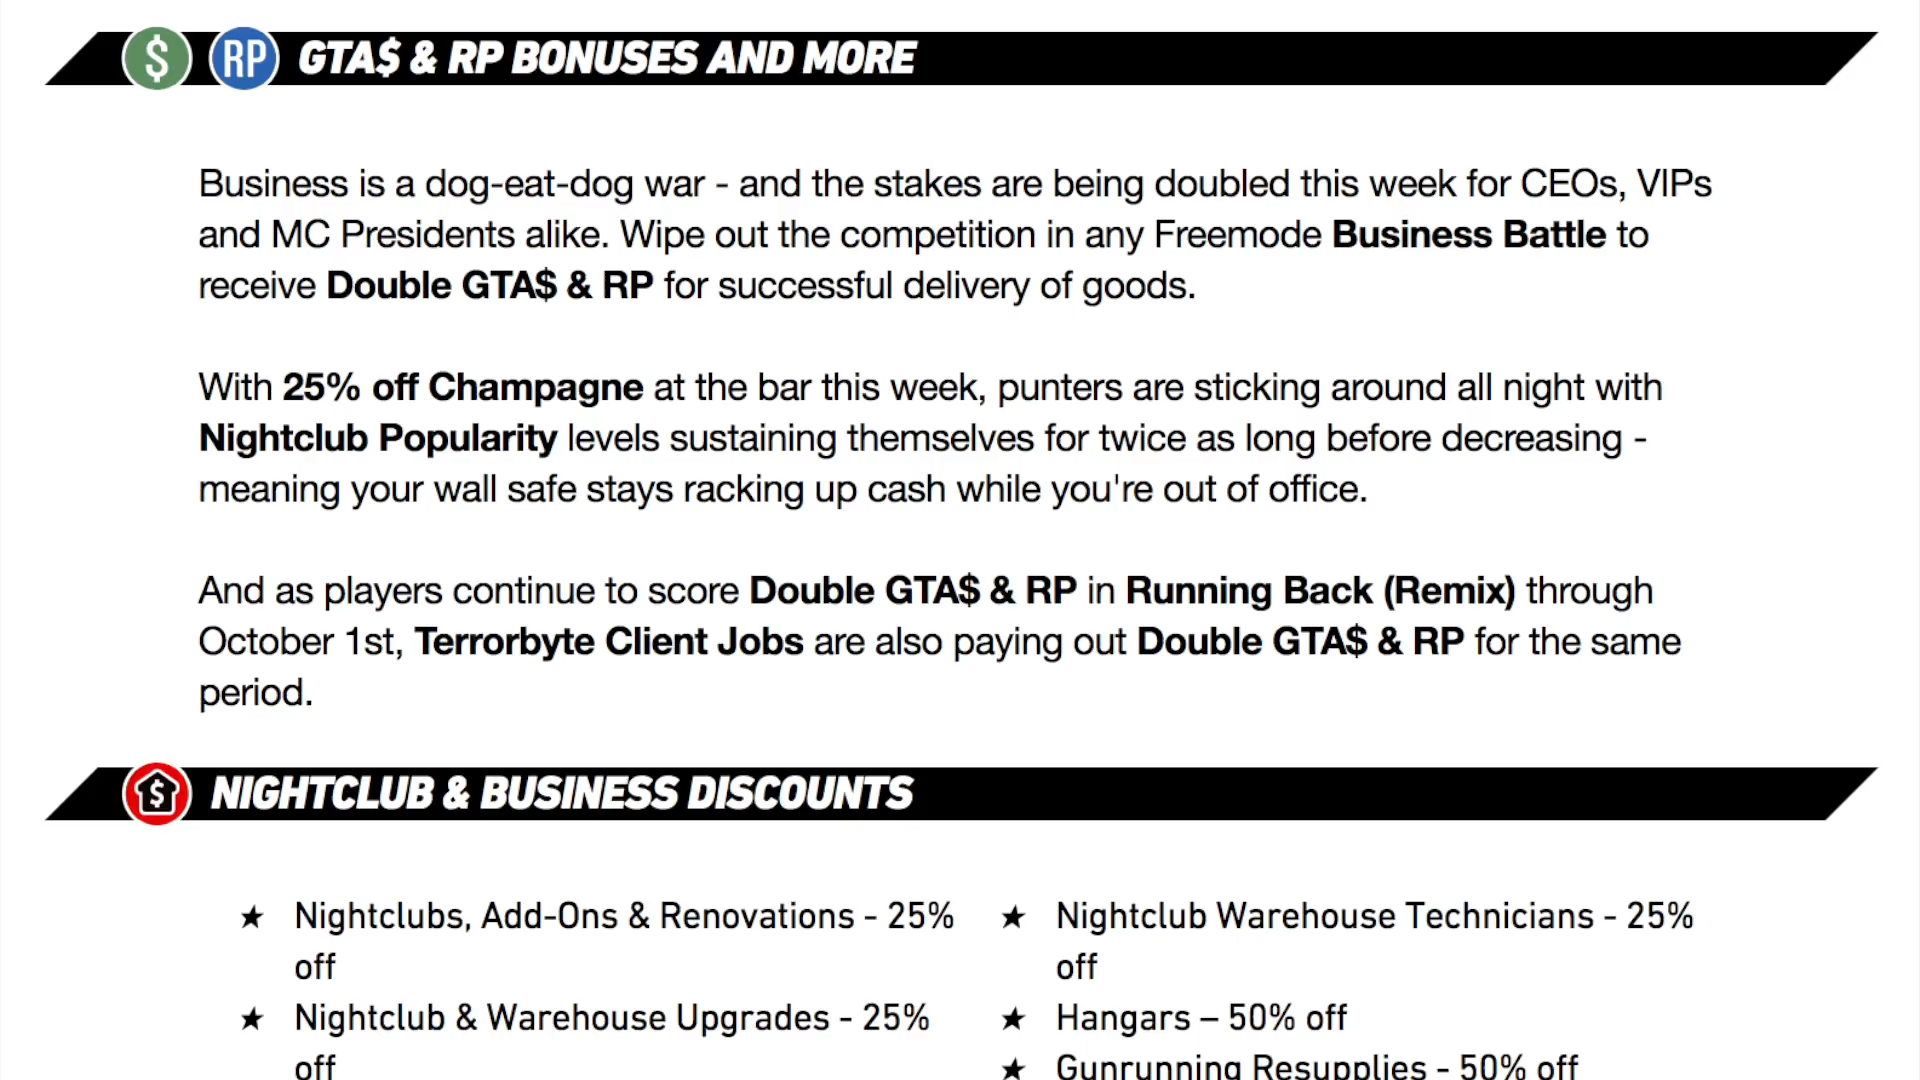 $ RP GTA$ & RP BONUSES AND MORE
Business is a dog-eat-dog war - and the stakes are being doubled this week for CEOs, VIPs
and MC Presidents alike. Wipe out the competition in any Freemode Business Battle to
receive Double GTA$ & RP for successful delivery of goods.
With 25% off Champagne at the bar this week, punters are sticking around all night with
Nightclub Popularity levels sustaining themselves for twice as long before decreasing -
meaning your wall safe stays racking up cash while you're out of office.
And as players continue to score Double GTA$ & RP in Running Back (Remix) through
October 1st, Terrorbyte Client Jobs are also paying out Double GTA$ & RP for the same
period.
$ NIGHTCLUB & BUSINESS DISCOUNTS
★ Nightclubs, Add-Ons & Renovations - 25%
off
★ Nightclub & Warehouse Upgrades - 25%
off
★ Nightclub Warehouse Technicians - 25%
off
★ Hangars – 50% off
★ Gunrunning Resupplies - 50% off